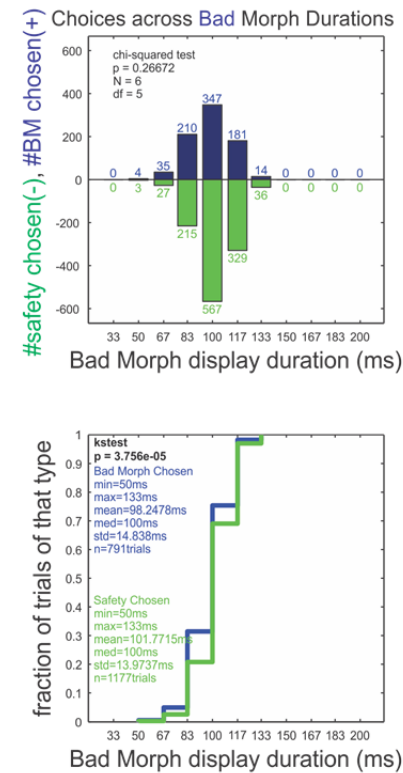 Choices across Bad Morph Durations
#safety chosen(-), #BM chosen(+)
600
400
200
0
-200
-400
-600
chi-squared test
p = 0.26672
N = 6
df = 5
0 4 35 210 347 181 14 0 0 0 0
0 3 27 215 567 329 36 0 0 0 0
33 50 67 83 100 117 133 150 167 183 200
Bad Morph display duration (ms)
fraction of trials of that type
1
0.9
0.8
0.7
0.6
0.5
0.4
0.3
0.2
0.1
0
kstest
p = 3.756e-05
Bad Morph Chosen
min=50ms
max=133ms
mean=98.2478ms
med=100ms
std=14.838ms
n=791trials
Safety Chosen
min=50ms
max=133ms
mean=101.7715ms
med=100ms
std=13.9737ms
n=1177trials
33 50 67 83 100 117 133 150 167 183 200
Bad Morph display duration (ms)